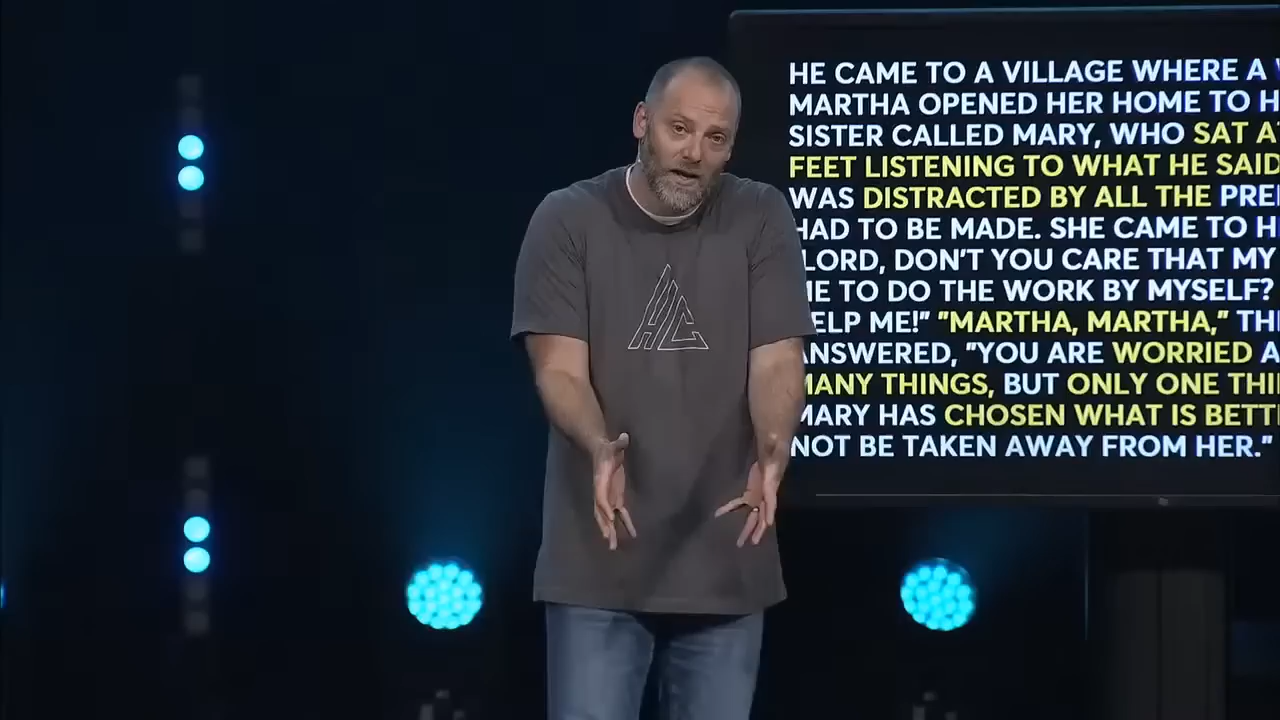 HE CAME TO A VILLAGE WHERE A
MARTHA OPENED HER HOME TO
SISTER CALLED MARY, WHO SAT
FEET LISTENING TO WHAT HE SAID
WAS DISTRACTED BY ALL THE
HAD TO BE MADE. SHE CAME TO
LORD, DON'T YOU CARE THAT MY
TO DO THE WORK BY MYSELF?
ME!" "MARTHA, MARTHA,"
ANSWERED, "YOU ARE WORRIED
MANY THINGS, BUT ONLY ONE
MARY HAS CHOSEN WHAT IS
NOT BE TAKEN AWAY FROM HER."
HC